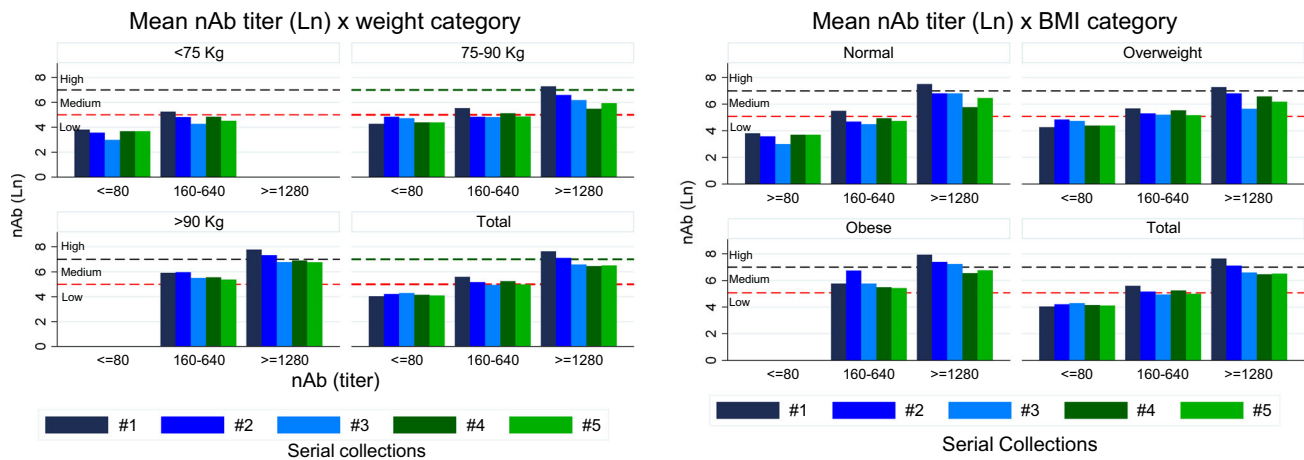 Mean nAb titer (Ln) x weight category
<75 Kg
75-90 Kg
8
6
4
2
0
High
Medium
Low
<=80
160-640
>=1280
<=80
160-640
>=1280
>90 Kg
Total
8
6
4
2
0
High
Medium
Low
<=80
160-640
>=1280
<=80
160-640
>=1280
nAb (Ln)
nAb (titer)
#1
#2
#3
#4
#5
Serial collections
Mean nAb titer (Ln) x BMI category
Normal
Overweight
8
6
4
2
0
High
Medium
Low
>=80
160-640
>=1280
<=80
160-640
>=1280
Obese
Total
8
6
4
2
0
High
Medium
Low
<=80
160-640
>=1280
<=80
160-640
>=1280
nAb (Ln)
#1
#2
#3
#4
#5
Serial Collections